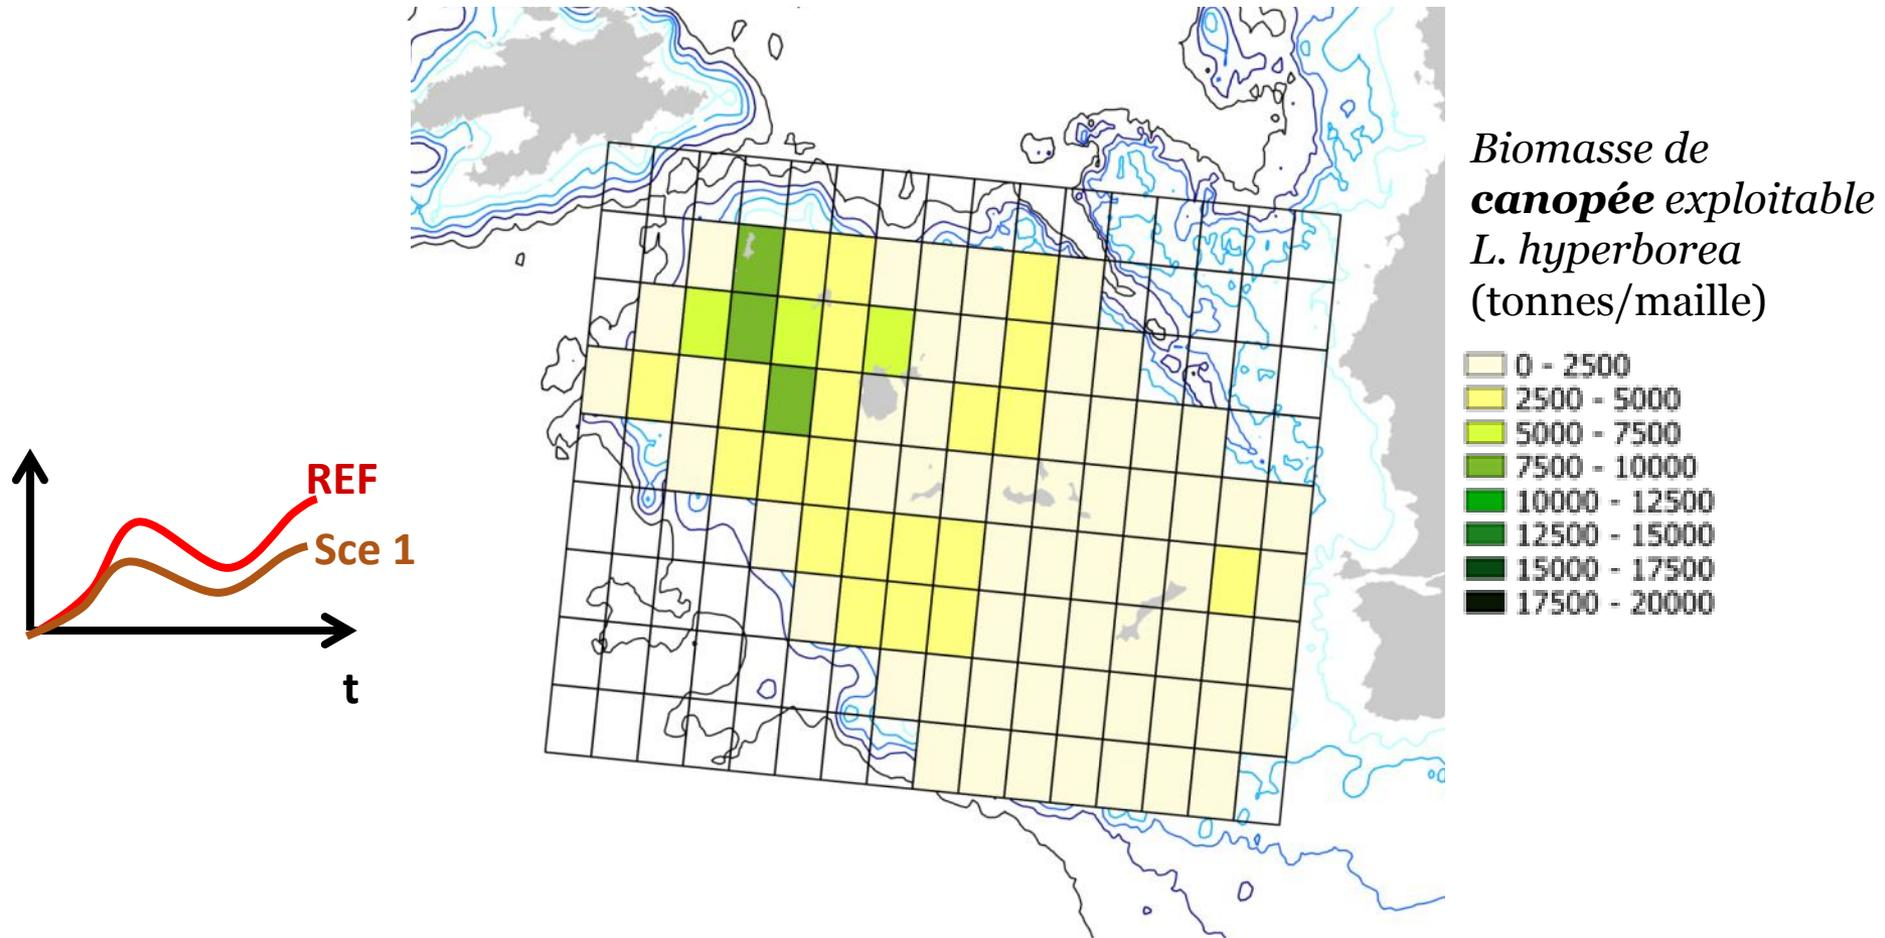 Biomasse de
canopée exploitable
L. hyperborea
(tonnes/maille)
0 - 2500
2500 - 5000
5000 - 7500
7500 - 10000
10000 - 12500
12500 - 15000
15000 - 17500
17500 - 20000
REF
Sce 1
t